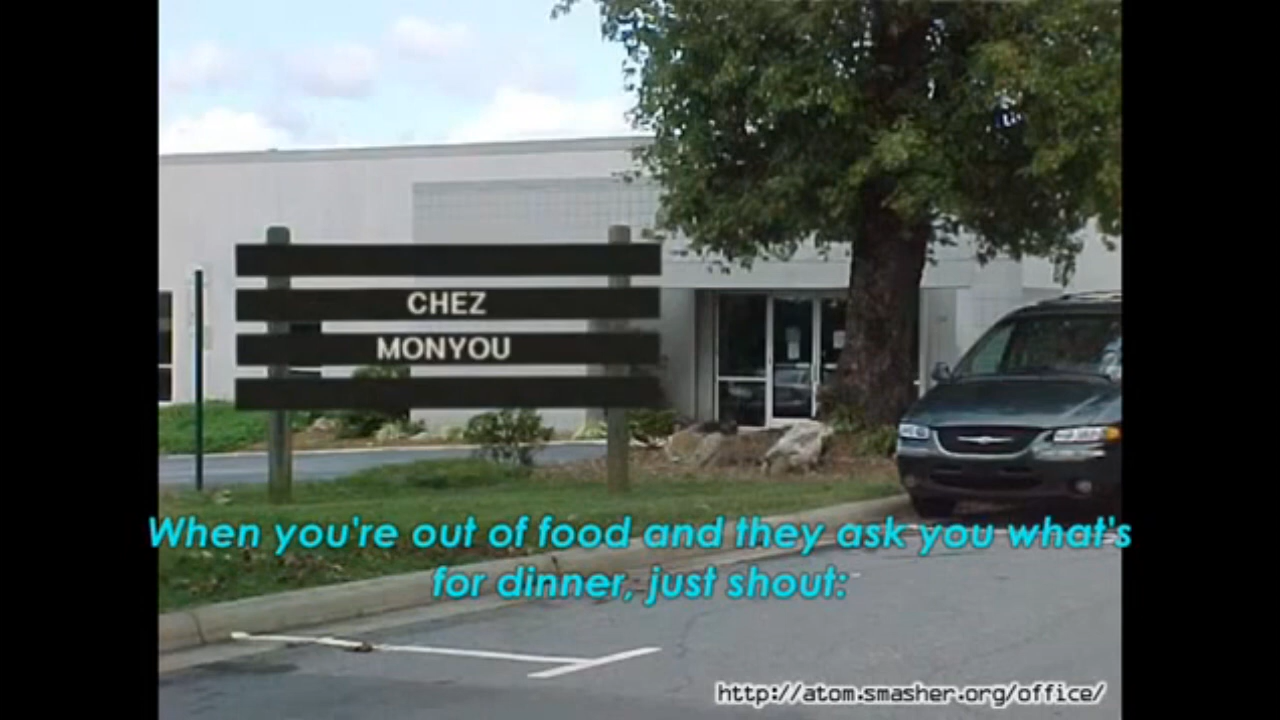 CHEZ
MONYOU
When you're out of food and they ask you what's
for dinner, just shout:
http://atom.smasher.org/office/